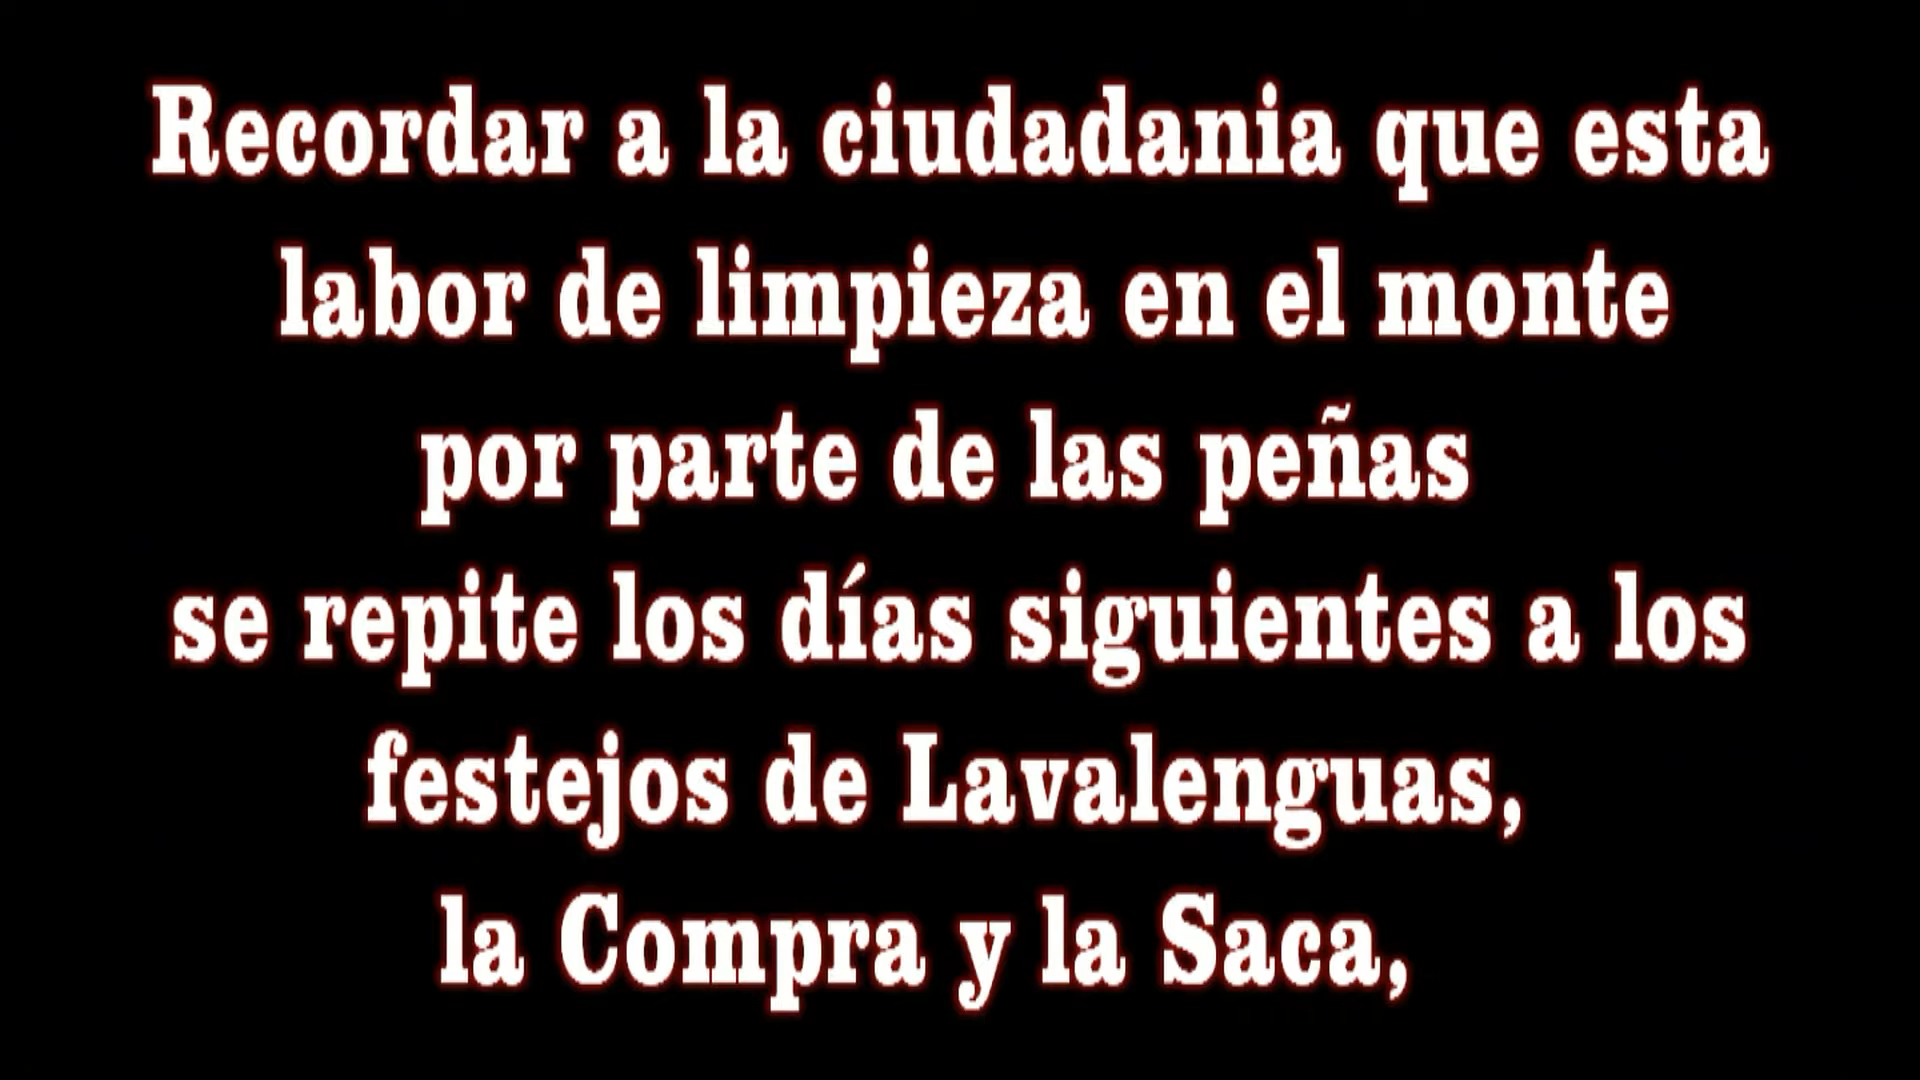 Recordar a la ciudadania que esta
labor de limpieza en el monte
por parte de las peñas
se repite los días siguientes a los
festejos de Lavalenguas,
la Compra y la Saca,